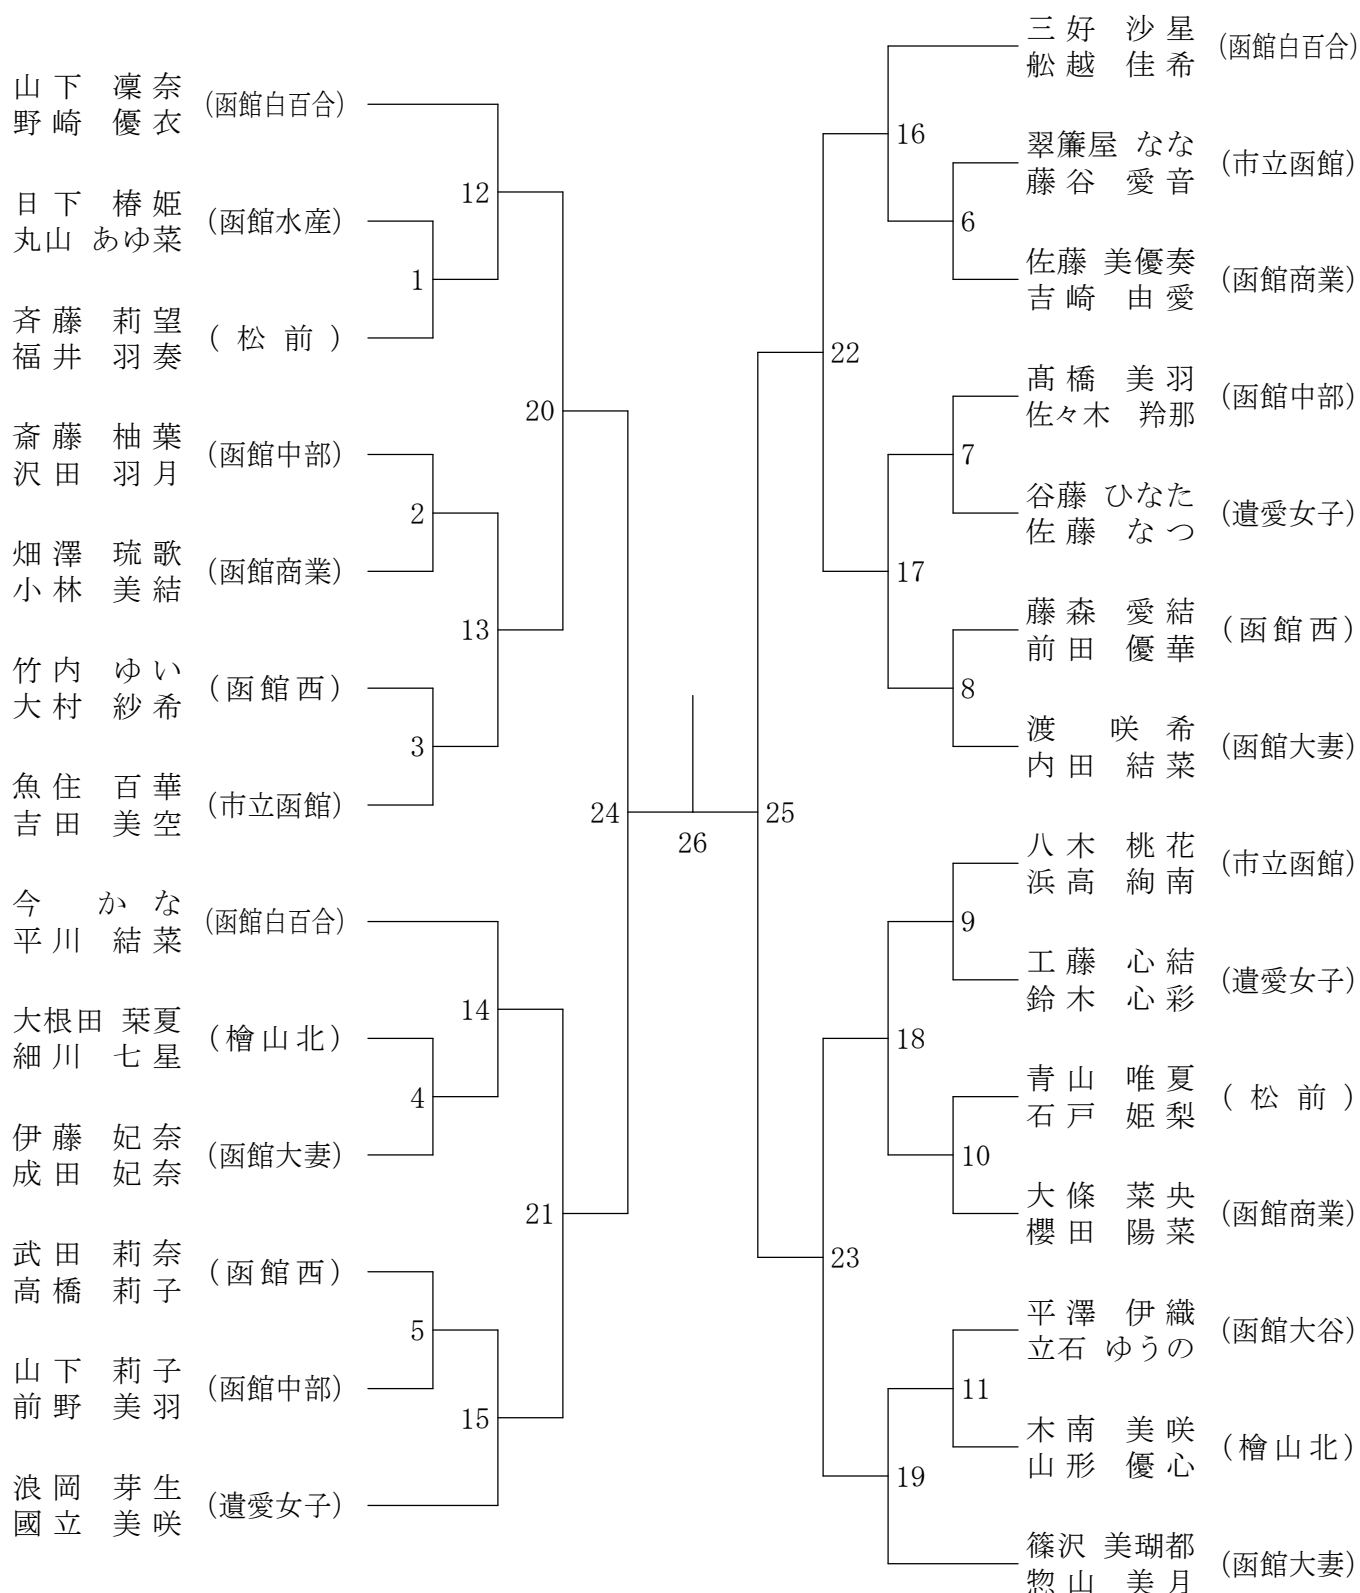 山下 凜奈
野崎 優衣
(函館白百合)
日下 椿姫
丸山 あゆ菜
(函館水産)
斉藤 莉望
福井 羽奏
(松前)
斎藤 柚葉
沢田 羽月
(函館中部)
畑澤 琉歌
小林 美結
(函館商業)
竹内 ゆい
大村 紗希
(函館西)
魚住 百華
吉田 美空
(市立函館)
今 かな
平川 結菜
(函館白百合)
大根田 栞夏
細川 七星
(檜山北)
伊藤 妃奈
成田 妃奈
(函館大妻)
武田 莉奈
高橋 莉子
(函館西)
山下 莉子
前野 美羽
(函館中部)
浪岡 芽生
國立 美咲
(遺愛女子)
1
2
3
4
5
12
13
14
15
20
21
24
26
25
22
23
16
17
18
19
6
7
8
9
10
11
三好 沙星
舩越 佳希
(函館白百合)
翠簾屋 なな
藤谷 愛音
(市立函館)
佐藤 美優奏
吉崎 由愛
(函館商業)
髙橋 美羽
佐々木 羚那
(函館中部)
谷藤 ひなた
佐藤 なつ
(遺愛女子)
藤森 愛結
前田 優華
(函館西)
渡 咲希
内田 結菜
(函館大妻)
八木 桃花
浜高 絢南
(市立函館)
工藤 心結
鈴木 心彩
(遺愛女子)
青山 唯夏
石戸 姫梨
(松前)
大條 菜央
櫻田 陽菜
(函館商業)
平澤 伊織
立石 ゆうの
(函館大谷)
木南 美咲
山形 優心
(檜山北)
篠沢 美瑚都
惣山 美月
(函館大妻)